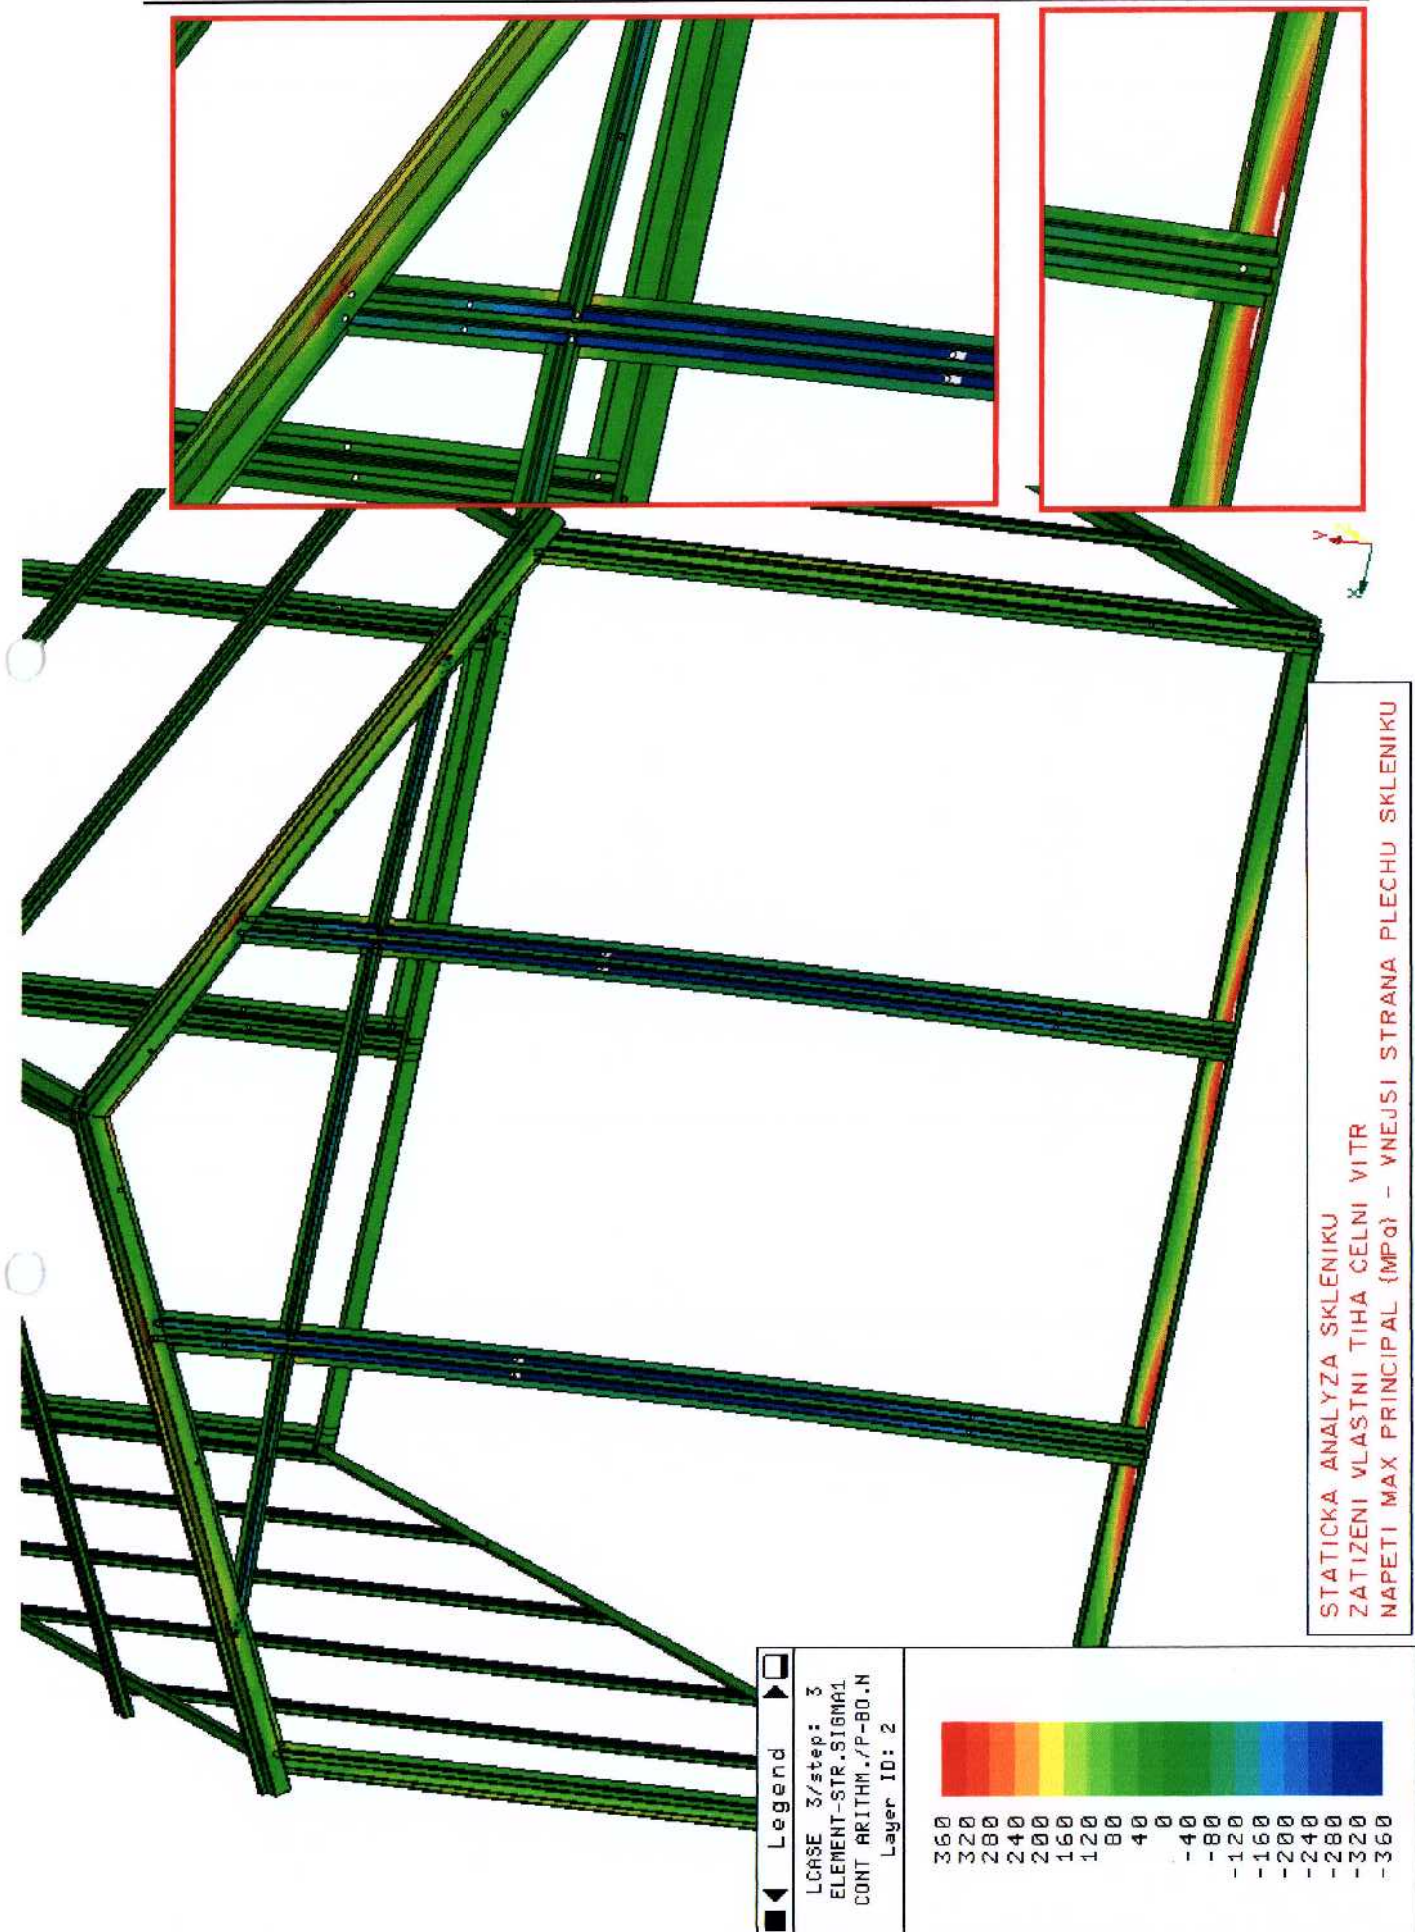 STATICKA ANALYZA SKLENIKU
ZATIZENI VLASTNI TIHA CELNI VITR
NAPETI MAX PRINCIPAL (MPa) - VNEJSI STRANA PLECHU SKLENIKU
Legend
LCASE 3/step: 3
ELEMENT-STR.SIGMA1
CONT ARITHM./P-BO.N
Layer ID: 2
360
320
280
240
200
160
120
80
40
0
-40
-80
-120
-160
-200
-240
-280
-320
-360
Y
X